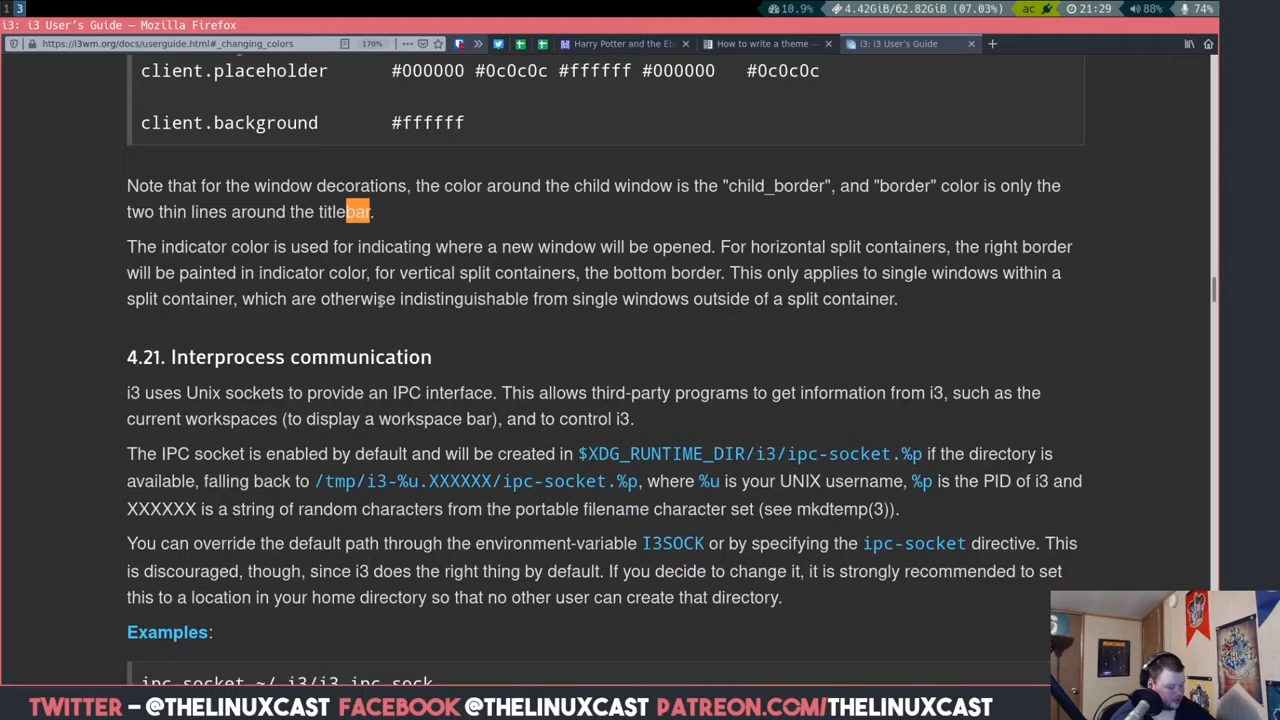 1 3 10.9% 4.42GiB/62.82GiB (07.03%) ac 21:29 88% 74%
i3: i3 User's Guide — Mozilla Firefox
https://i3wm.org/docs/userguide.html#_changing_colors 170% Harry Potter and the El How to write a theme — i3: i3 User's Guide
client.placeholder #000000 #0c0c0c #ffffff #000000 #0c0c0c
client.background #ffffff
Note that for the window decorations, the color around the child window is the "child_border", and "border" color is only the
two thin lines around the titlebar.
The indicator color is used for indicating where a new window will be opened. For horizontal split containers, the right border
will be painted in indicator color, for vertical split containers, the bottom border. This only applies to single windows within a
split container, which are otherwise indistinguishable from single windows outside of a split container.
4.21. Interprocess communication
i3 uses Unix sockets to provide an IPC interface. This allows third-party programs to get information from i3, such as the
current workspaces (to display a workspace bar), and to control i3.
The IPC socket is enabled by default and will be created in $XDG_RUNTIME_DIR/i3/ipc-socket.%p if the directory is
available, falling back to /tmp/i3-%u.XXXXXX/ipc-socket.%p, where %u is your UNIX username, %p is the PID of i3 and
XXXXXX is a string of random characters from the portable filename character set (see mkdtemp(3)).
You can override the default path through the environment-variable I3SOCK or by specifying the ipc-socket directive. This
is discouraged, though, since i3 does the right thing by default. If you decide to change it, it is strongly recommended to set
this to a location in your home directory so that no other user can create that directory.
Examples:
ipc-socket ~/.i3/i3-ipc.sock
TWITTER – @THELINUXCAST FACEBOOK @THELINUXCAST PATREON.COM/THELINUXCAST